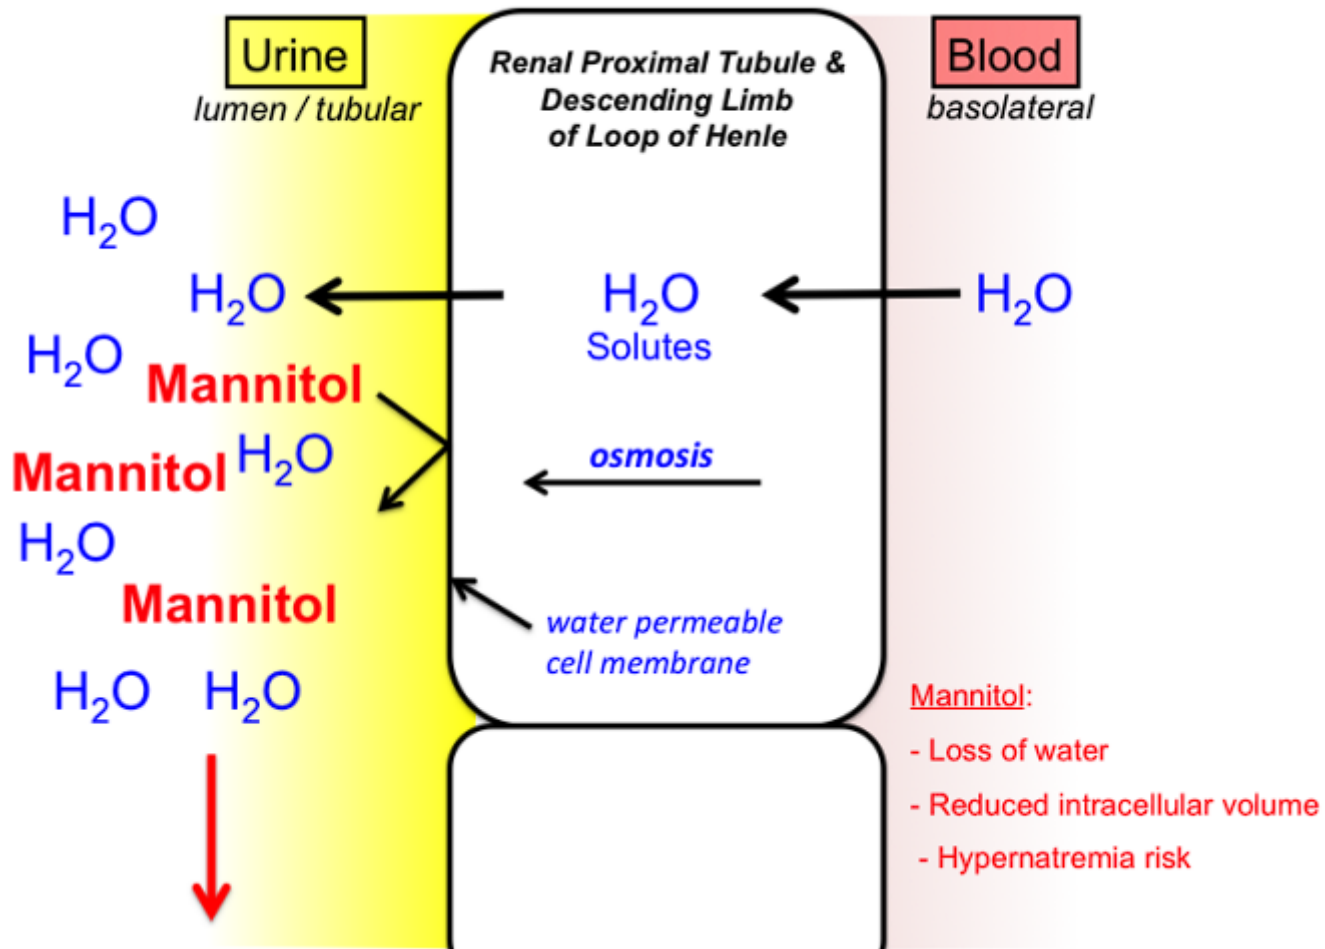 Urine
lumen / tubular
Renal Proximal Tubule &
Descending Limb
of Loop of Henle
Blood
basolateral
H₂O
H₂O
H₂O
Solutes
H₂O
H₂O
Mannitol
Mannitol
H₂O
osmosis
H₂O
Mannitol
water permeable
cell membrane
H₂O
H₂O
Mannitol:
- Loss of water
- Reduced intracellular volume
- Hypernatremia risk